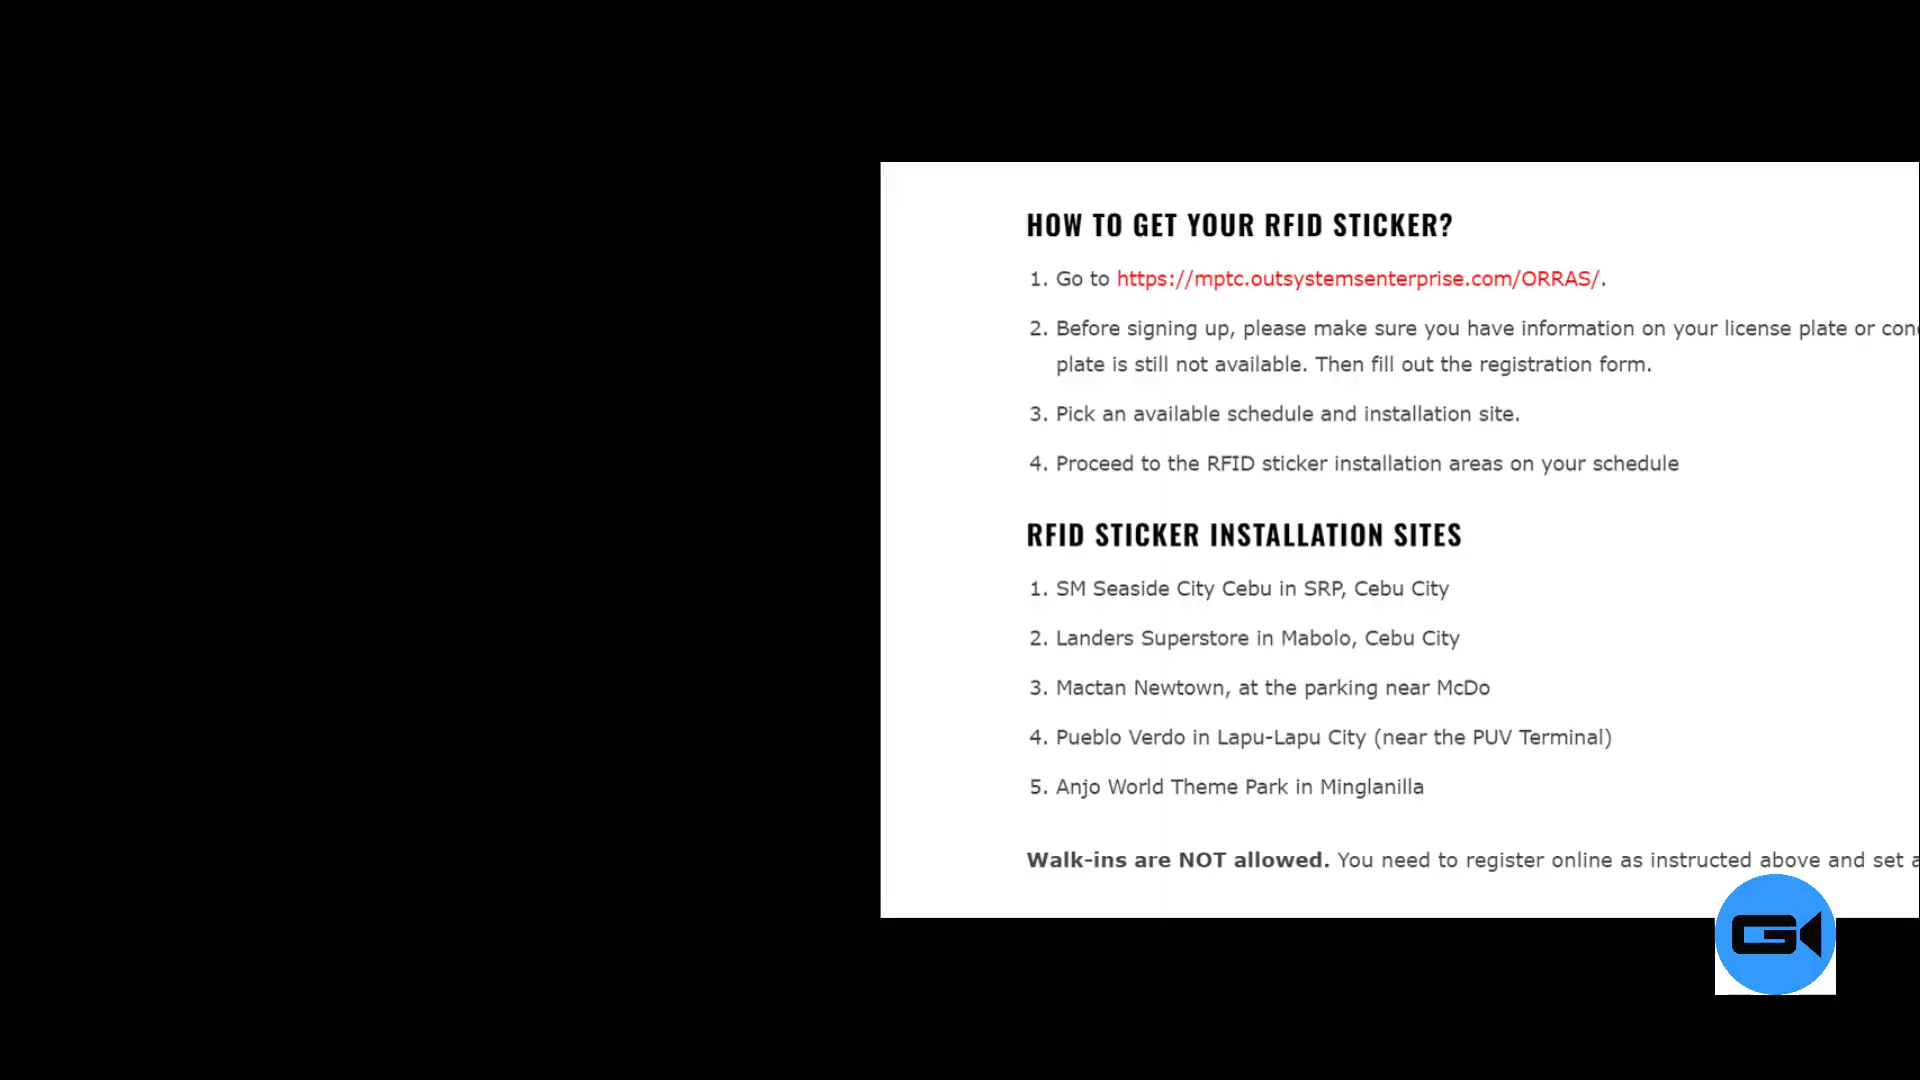 HOW TO GET YOUR RFID STICKER?
1. Go to https://mptc.outsystemsenterprise.com/ORRAS/.
2. Before signing up, please make sure you have information on your license plate or
plate is still not available. Then fill out the registration form.
3. Pick an available schedule and installation site.
4. Proceed to the RFID sticker installation areas on your schedule
RFID STICKER INSTALLATION SITES
1. SM Seaside City Cebu in SRP, Cebu City
2. Landers Superstore in Mabolo, Cebu City
3. Mactan Newtown, at the parking near McDo
4. Pueblo Verdo in Lapu-Lapu City (near the PUV Terminal)
5. Anjo World Theme Park in Minglanilla
Walk-ins are NOT allowed. You need to register online as instructed above and set
G